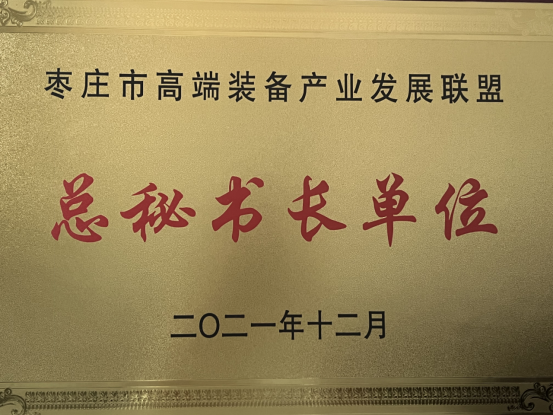 枣庄市高端装备产业发展联盟
总秘书长单位
二〇二一年十二月